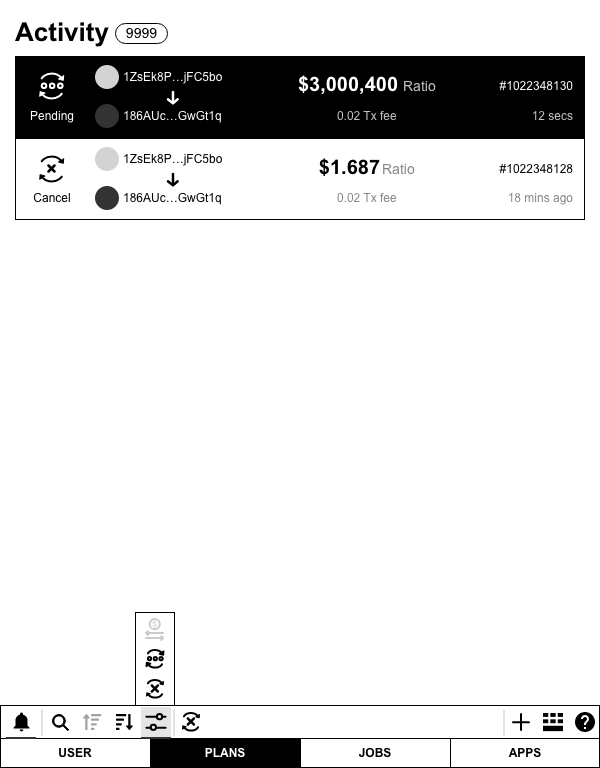 Activity 9999
1ZsEk8P...jFC5bo
$3,000,400 Ratio
#1022348130
Pending
186AUc...GwGt1q
0.02 Tx fee
12 secs
1ZsEk8P...jFC5bo
$1.687 Ratio
#1022348128
Cancel
186AUc...GwGt1q
0.02 Tx fee
18 mins ago
USER
PLANS
JOBS
APPS